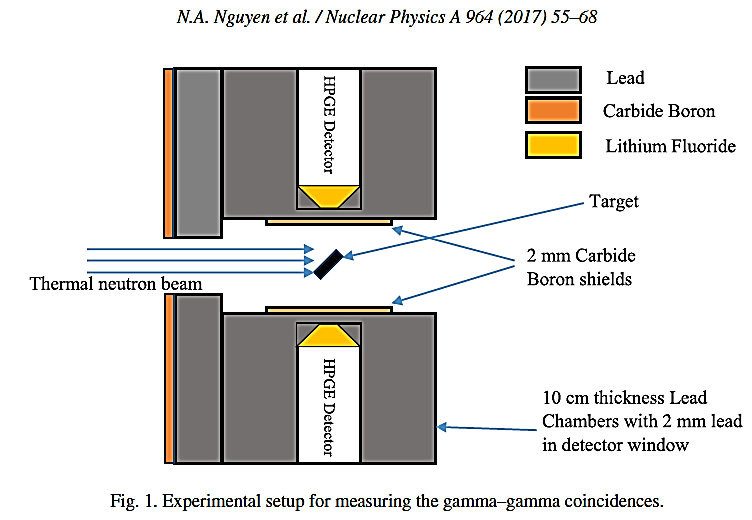 N.A. Nguyen et al. / Nuclear Physics A 964 (2017) 55–68
HPGE Detector
Lead
Carbide Boron
Lithium Fluoride
Target
2 mm Carbide
Boron shields
Thermal neutron beam
HPGE Detector
10 cm thickness Lead
Chambers with 2 mm lead
in detector window
Fig. 1. Experimental setup for measuring the gamma–gamma coincidences.